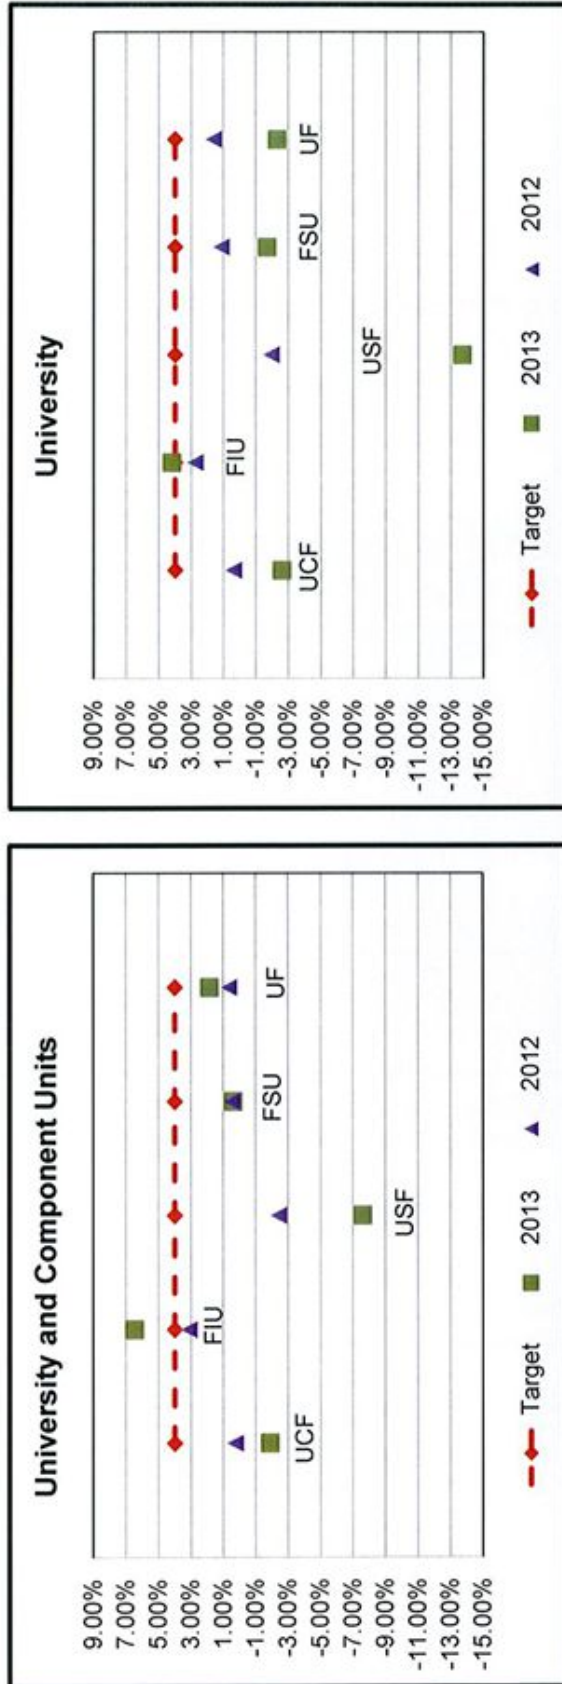 University and Component Units
9.00%
7.00%
5.00%
3.00%
1.00%
-1.00%
-3.00%
-5.00%
-7.00%
-9.00%
-11.00%
-13.00%
-15.00%
UCF
FIU
USF
FSU
UF
Target 2013 2012
University
9.00%
7.00%
5.00%
3.00%
1.00%
-1.00%
-3.00%
-5.00%
-7.00%
-9.00%
-11.00%
-13.00%
-15.00%
UCF
FIU
USF
FSU
UF
Target 2013 2012